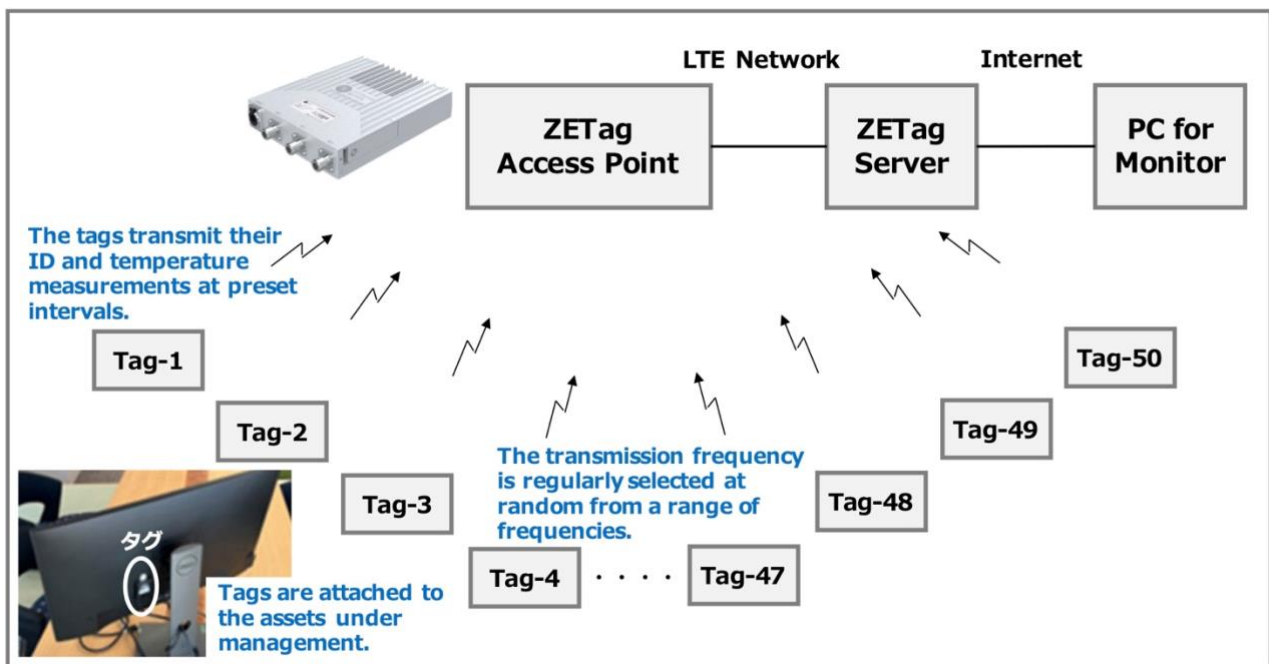 LTE Network
Internet
ZETag
Access Point
ZETag
Server
PC for
Monitor
The tags transmit their
ID and temperature
measurements at preset
intervals.
Tag-1
Tag-2
Tag-3
Tag-4
· · · ·
Tag-47
Tag-48
Tag-49
Tag-50
The transmission frequency
is regularly selected at
random from a range of
frequencies.
タグ
Tags are attached to
the assets under
management.